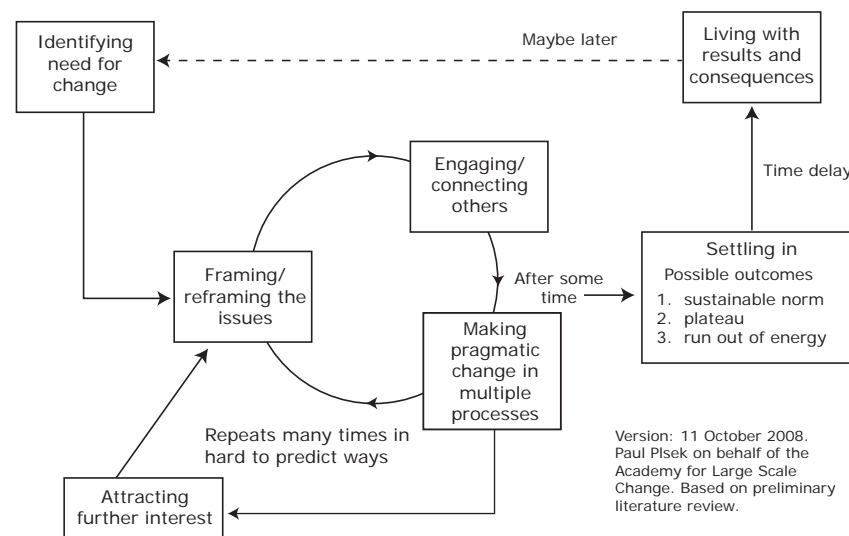 Identifying
need for
change
Maybe later
Living with
results and
consequences
Engaging/
connecting
others
Time delay
Framing/
reframing the
issues
After some
time
Settling in
Possible outcomes
1. sustainable norm
2. plateau
3. run out of energy
Making
pragmatic
change in
multiple
processes
Repeats many times in
hard to predict ways
Attracting
further interest
Version: 11 October 2008.
Paul Plsek on behalf of the
Academy for Large Scale
Change. Based on preliminary
literature review.